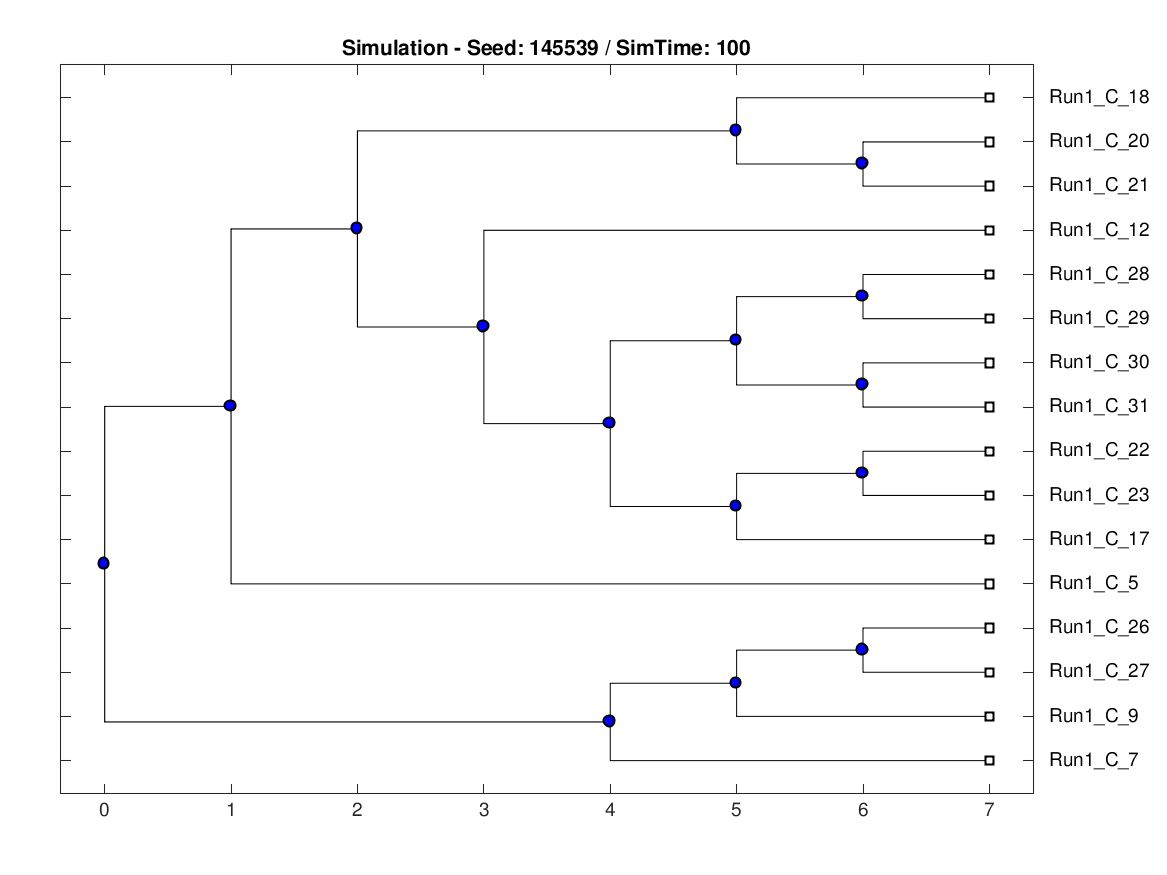 Simulation - Seed: 145539 / SimTime: 100
Run1_C_18
Run1_C_20
Run1_C_21
Run1_C_12
Run1_C_28
Run1_C_29
Run1_C_30
Run1_C_31
Run1_C_22
Run1_C_23
Run1_C_17
Run1_C_5
Run1_C_26
Run1_C_27
Run1_C_9
Run1_C_7
0 1 2 3 4 5 6 7